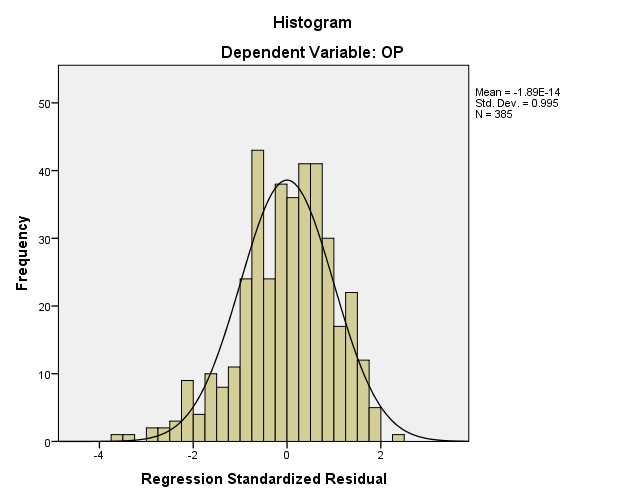 Histogram
Dependent Variable: OP
Mean = -1.89E-14
Std. Dev. = 0.995
N = 385
Frequency
50
40
30
20
10
0
-4 -2 0 2
Regression Standardized Residual